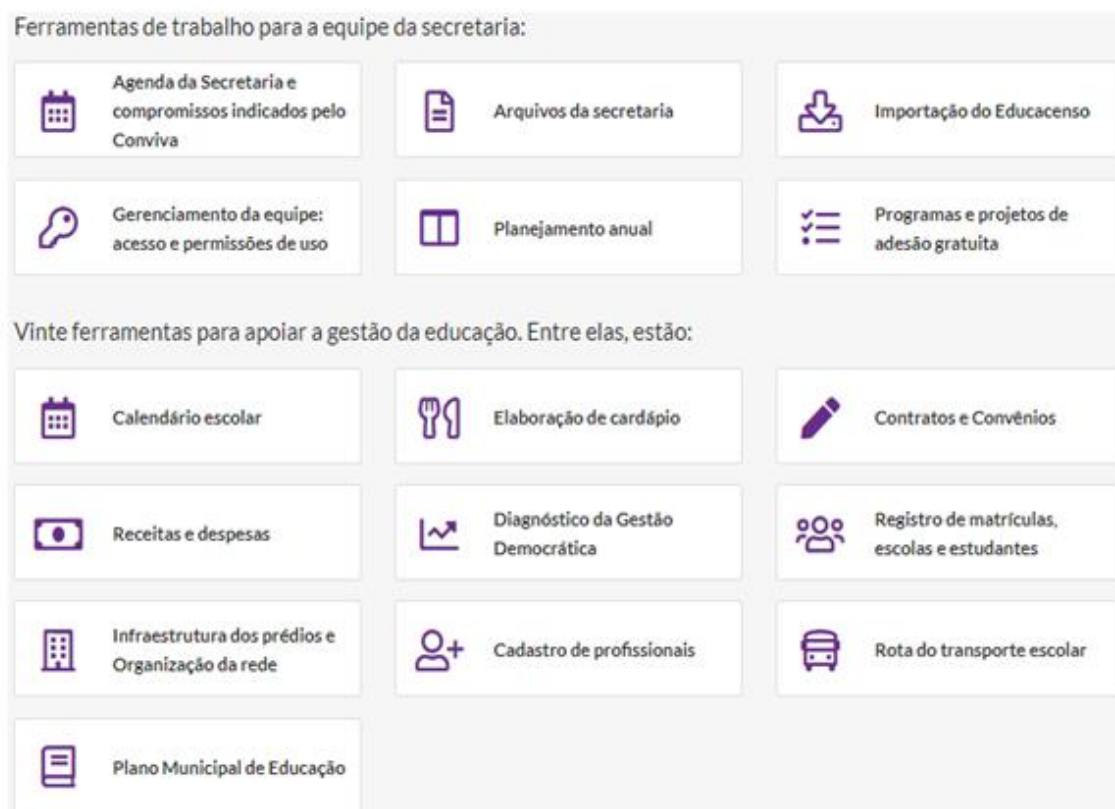 Ferramentas de trabalho para a equipe da secretaria:
Agenda da Secretaria e
compromissos indicados pelo
Conviva
Arquivos da secretaria
Importação do Educacenso
Gerenciamento da equipe:
acesso e permissões de uso
Planejamento anual
Programas e projetos de
adesão gratuita
Vinte ferramentas para apoiar a gestão da educação. Entre elas, estão:
Calendário escolar
Elaboração de cardápio
Contratos e Convênios
Receitas e despesas
Diagnóstico da Gestão
Democrática
Registro de matrículas,
escolas e estudantes
Infraestrutura dos prédios e
Organização da rede
Cadastro de profissionais
Rota do transporte escolar
Plano Municipal de Educação